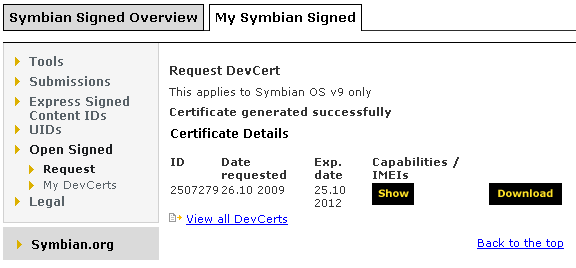 Symbian Signed Overview
My Symbian Signed
Tools
Submissions
Express Signed
Content IDs
UIDs
Open Signed
Request
My DevCerts
Legal
Symbian.org
Request DevCert
This applies to Symbian OS v9 only
Certificate generated successfully
Certificate Details
ID Date requested Exp. date Capabilities / IMEIs
2507279 26.10 2009 25.10 2012 Show Download
View all DevCerts
Back to the top